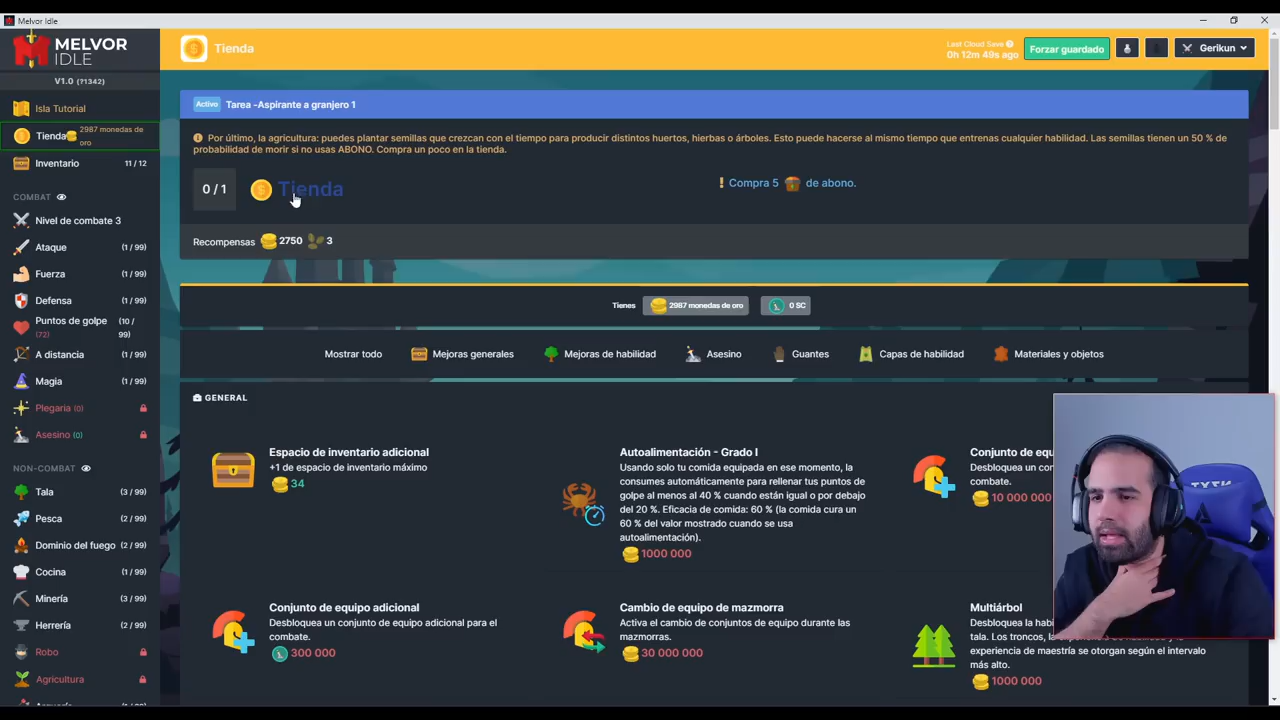 Melvor Idle
MELVOR
IDLE
Tienda
Last Cloud Save
0h 12m 49s ago
Forzar guardado
Gerikun
V1.0 (?1342)
Isla Tutorial
Tienda
2987 monedas de
oro
Inventario
11 / 12
COMBAT
Nivel de combate 3
Ataque
(1 / 99)
Fuerza
(1 / 99)
Defensa
(1 / 99)
Puntos de golpe
(72)
(10 /
99)
A distancia
(1 / 99)
Magia
(1 / 99)
Plegaria (0)
Asesino (0)
NON-COMBAT
Tala
(3 / 99)
Pesca
(2 / 99)
Dominio del fuego
(2 / 99)
Cocina
(1 / 99)
Minería
(3 / 99)
Herrería
(2 / 99)
Robo
Agricultura
Activo
Tarea -Aspirante a granjero 1
Por último, la agricultura: puedes plantar semillas que crezcan con el tiempo para producir distintos huertos, hierbas o árboles. Esto puede hacerse al mismo tiempo que entrenas cualquier habilidad. Las semillas tienen un 50 % de
probabilidad de morir si no usas ABONO. Compra un poco en la tienda.
0 / 1
Tienda
Compra 5 de abono.
Recompensas 2750 3
Tienes
2987 monedas de oro
0 SC
Mostrar todo
Mejoras generales
Mejoras de habilidad
Asesino
Guantes
Capas de habilidad
Materiales y objetos
GENERAL
Espacio de inventario adicional
+1 de espacio de inventario máximo
34
Autoalimentación - Grado I
Usando solo tu comida equipada en ese momento, la
consumes automáticamente para rellenar tus puntos de
golpe al menos al 40 % cuando están igual o por debajo
del 20 %. Eficacia de comida: 60 % (la comida cura un
60 % del valor mostrado cuando se usa
autoalimentación).
1000 000
Conjunto de equ
Desbloquea un con
combate.
10 000 000
Conjunto de equipo adicional
Desbloquea un conjunto de equipo adicional para el
combate.
300 000
Cambio de equipo de mazmorra
Activa el cambio de conjuntos de equipo durante las
mazmorras.
30 000 000
Multiárbol
Desbloquea la hab
tala. Los troncos, la
experiencia de maestría se otorgan según el intervalo
más alto.
1000 000